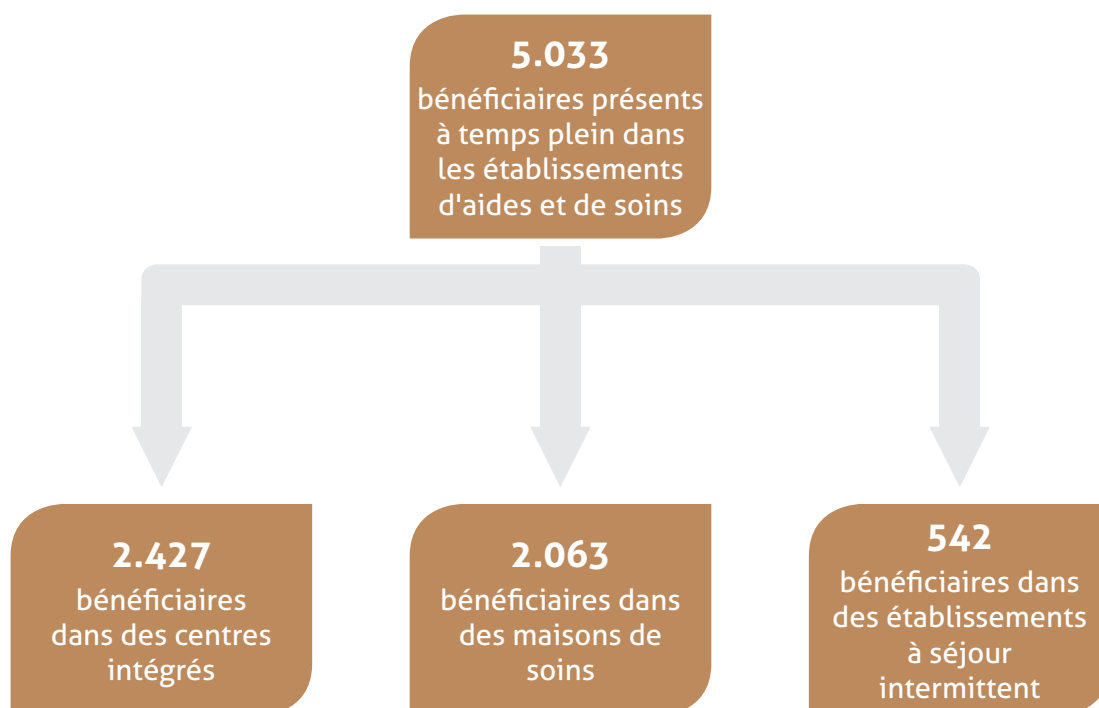 5.033
bénéficiaires présents
à temps plein dans
les établissements
d'aides et de soins
2.427
bénéficiaires
dans des centres
intégrés
2.063
bénéficiaires dans
des maisons de
soins
542
bénéficiaires dans
des établissements
à séjour
intermittent